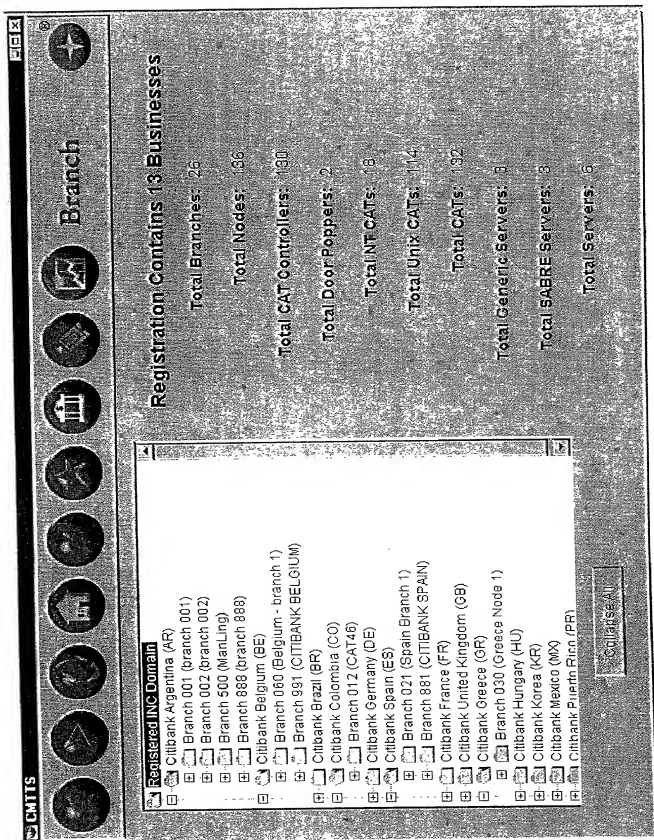 CMTTS
Branch
Registered INC Domain
Citibank Argentina (AR)
Branch 001 (branch 001)
Branch 002 (branch 002)
Branch 500 (ManLing)
Branch 888 (branch 888)
Citibank Belgium (BE)
Branch 060 (Belgium - branch 1)
Branch 991 (CITIBANK BELGIUM)
Citibank Brazil (BR)
Citibank Colombia (CO)
Branch 012 (CAT46)
Citibank Germany (DE)
Citibank Spain (ES)
Branch 021 (Spain Branch 1)
Branch 881 (CITIBANK SPAIN)
Citibank France (FR)
Citibank United Kingdom (GB)
Citibank Greece (GR)
Branch 030 (Greece Node 1)
Citibank Hungary (HU)
Citibank Korea (KR)
Citibank Mexico (MX)
Citibank Puerto Rico (PR)
Collapse All
Registration Contains 13 Businesses
Total Branches: 26
Total Nodes: 136
Total CAT Controllers: 130
Total Door Poppers: 2
Total NT CATs: 18
Total Unix CATs: 114
Total CATs: 132
Total Generic Servers: 3
Total SABRE Servers: 3
Total Servers: 6